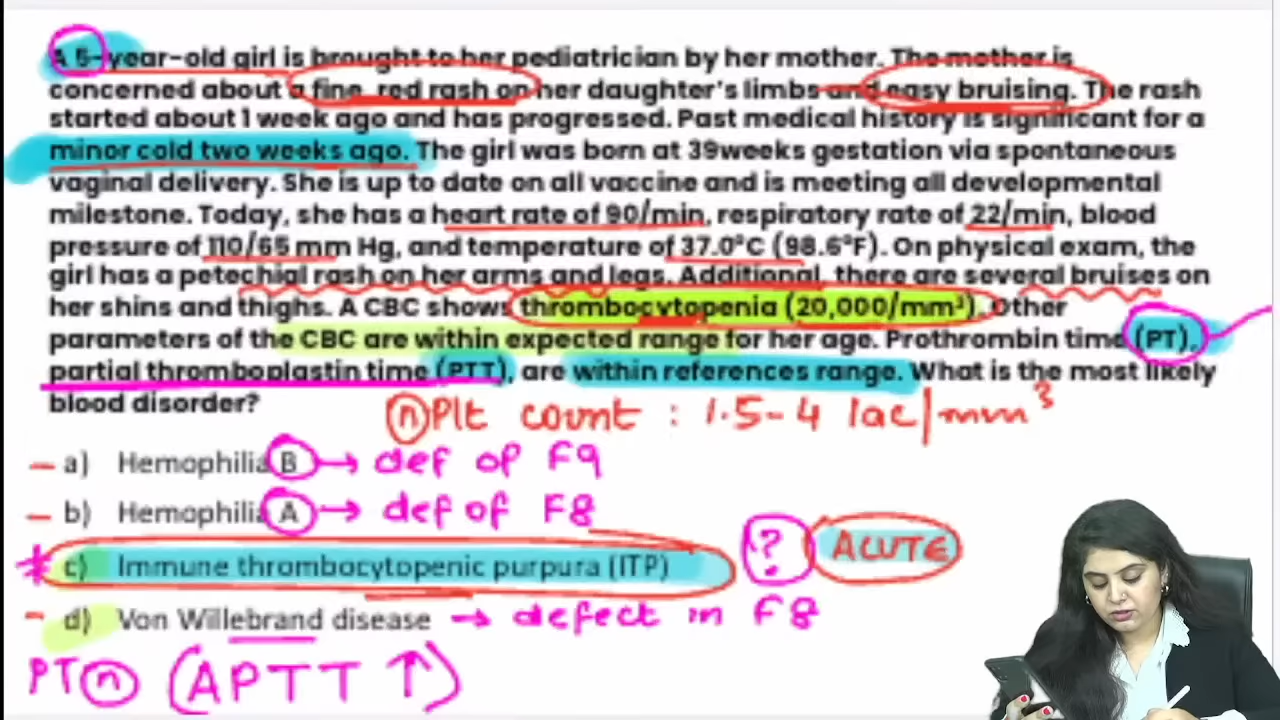 A 5-year-old girl is brought to her pediatrician by her mother. The mother is
concerned about a fine, red rash on her daughter's limbs and easy bruising. The rash
started about 1 week ago and has progressed. Past medical history is significant for a
minor cold two weeks ago. The girl was born at 39weeks gestation via spontaneous
vaginal delivery. She is up to date on all vaccine and is meeting all developmental
milestone. Today, she has a heart rate of 90/min, respiratory rate of 22/min, blood
pressure of 110/65 mm Hg, and temperature of 37.0°C (98.6°F). On physical exam, the
girl has a petechial rash on her arms and legs. Additional, there are several bruises on
her shins and thighs. A CBC shows thrombocytopenia (20,000/mm³). Other
parameters of the CBC are within expected range for her age. Prothrombin time (PT),
partial thromboplastin time (PTT), are within references range. What is the most likely
blood disorder?
(n) Plt count : 1.5-4 lac/mm³
a) Hemophilia B → def of F9
b) Hemophilia A → def of F8
c) Immune thrombocytopenic purpura (ITP) ? ACUTE
d) Von Willebrand disease → defect in F8
PT (n) (APTT ↑)